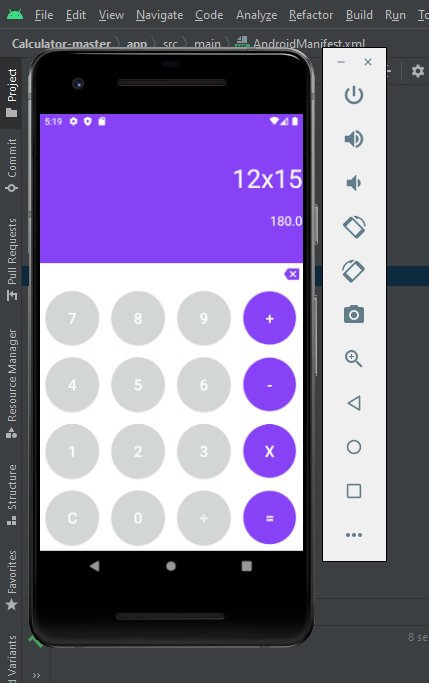 File Edit View Navigate Code Analyze Refactor Build Run
Calculator-master app src main AndroidManifest.xml
Project
Commit
Pull Requests
Resource Manager
Structure
Favorites
Variants
5:19
12x15
180.0
7 8 9 +
4 5 6 -
1 2 3 X
C 0 ÷ =
8 se